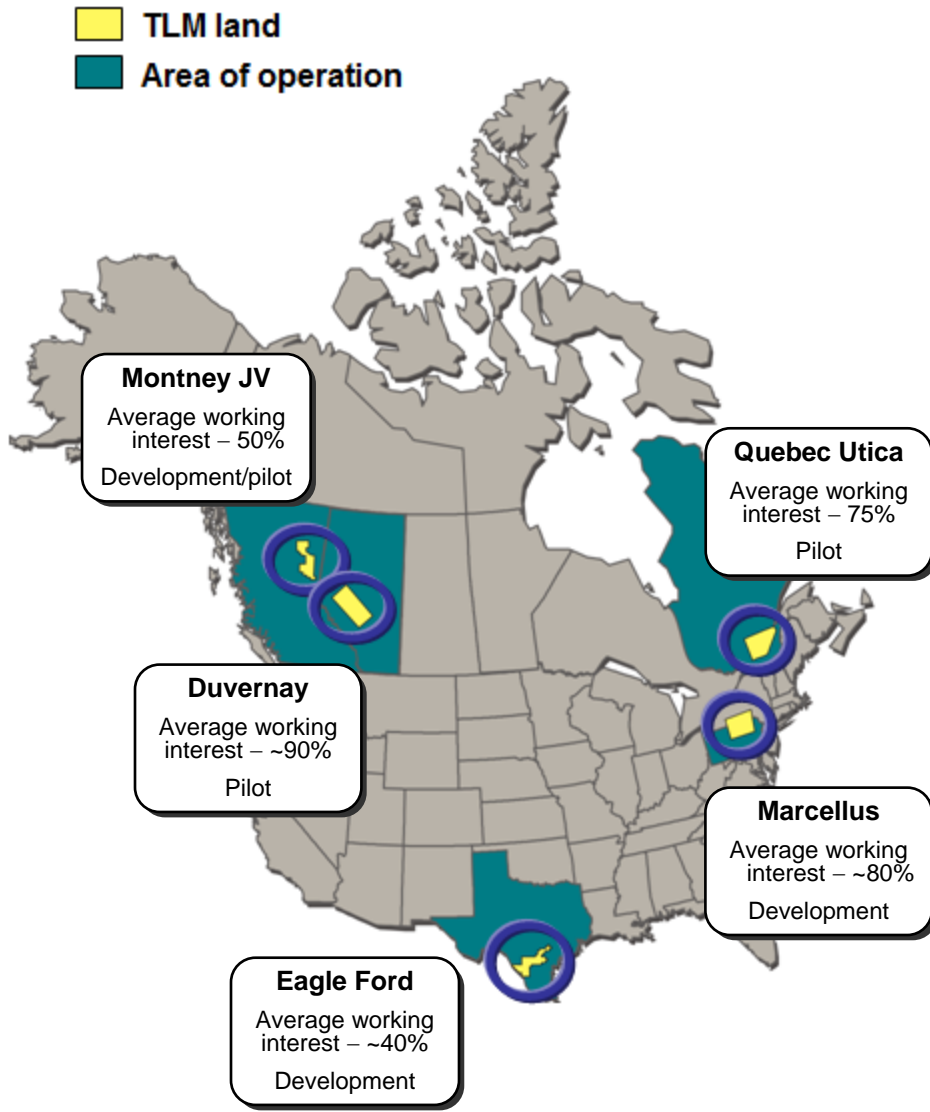 TLM land
Area of operation
Montney JV
Average working
interest – 50%
Development/pilot
Quebec Utica
Average working
interest – 75%
Pilot
Duvernay
Average working
interest – ~90%
Pilot
Marcellus
Average working
interest – ~80%
Development
Eagle Ford
Average working
interest – ~40%
Development